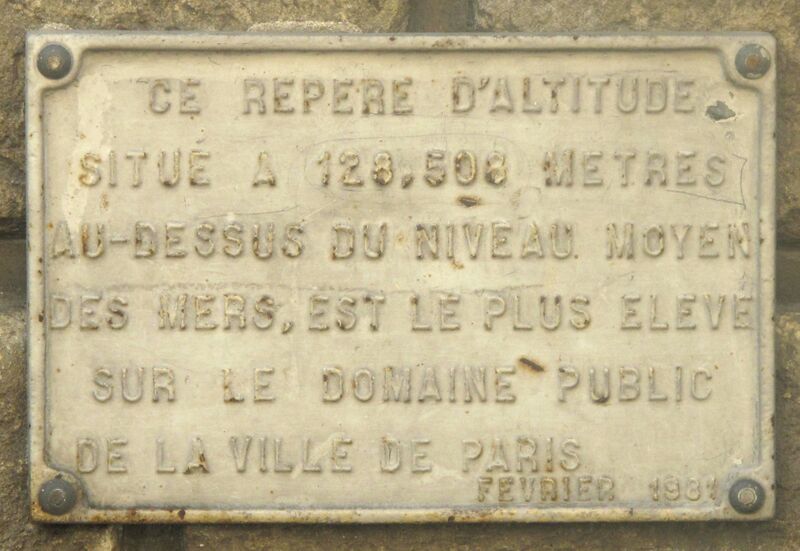 CE REPERE D'ALTITUDE
SITUE A 128,508 METRES
AU-DESSUS DU NIVEAU MOYEN
DES MERS, EST LE PLUS ELEVE
SUR LE DOMAINE PUBLIC
DE LA VILLE DE PARIS
FEVRIER 1981